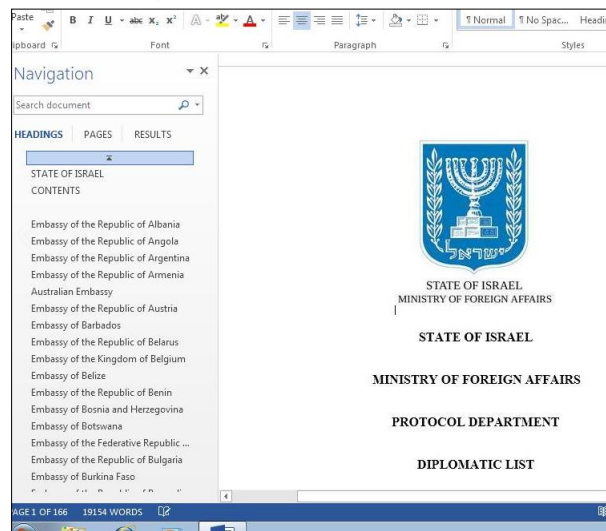 Paste
B I U abc X₂ X² A ab A
¶ Normal ¶ No Spac... Headi
ipboard Font Paragraph Styles
Navigation
Search document
HEADINGS PAGES RESULTS
STATE OF ISRAEL
CONTENTS
Embassy of the Republic of Albania
Embassy of the Republic of Angola
Embassy of the Republic of Argentina
Embassy of the Republic of Armenia
Australian Embassy
Embassy of the Republic of Austria
Embassy of Barbados
Embassy of the Republic of Belarus
Embassy of the Kingdom of Belgium
Embassy of Belize
Embassy of the Republic of Benin
Embassy of Bosnia and Herzegovina
Embassy of Botswana
Embassy of the Federative Republic ...
Embassy of the Republic of Bulgaria
Embassy of Burkina Faso
ישראל
STATE OF ISRAEL
MINISTRY OF FOREIGN AFFAIRS
STATE OF ISRAEL
MINISTRY OF FOREIGN AFFAIRS
PROTOCOL DEPARTMENT
DIPLOMATIC LIST
AGE 1 OF 166 19154 WORDS